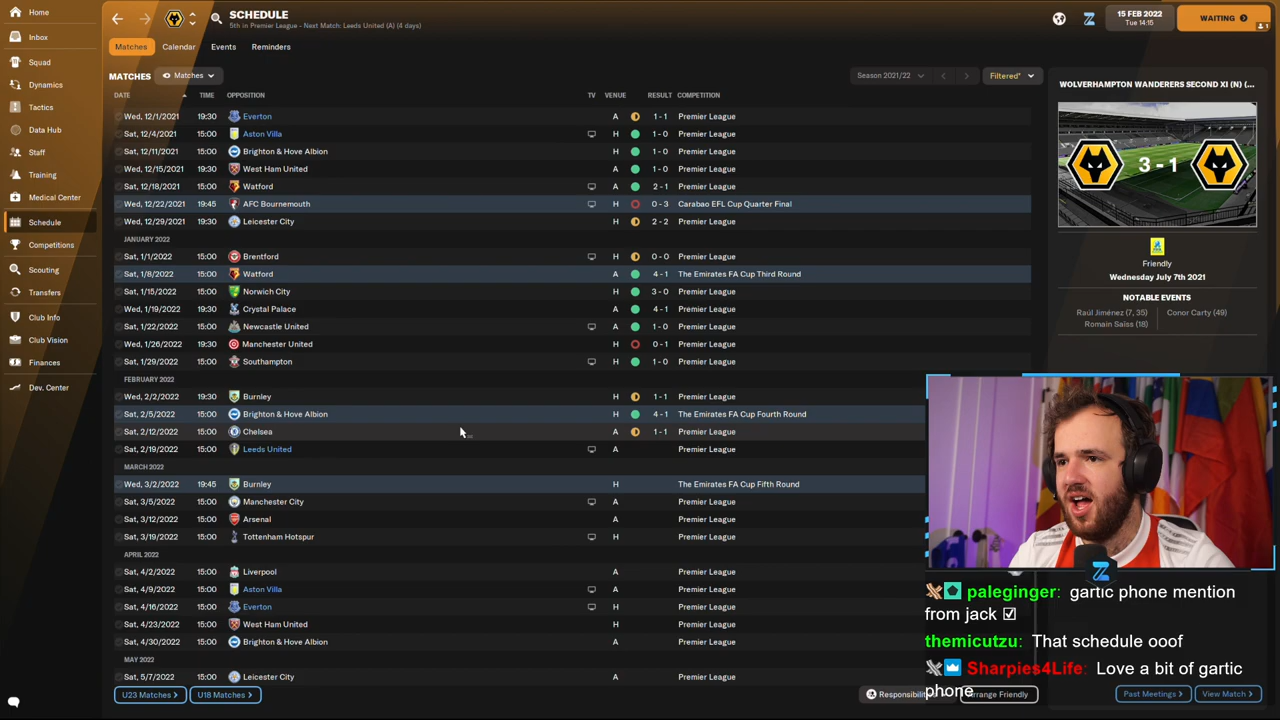 Home
Inbox
Squad
Dynamics
Tactics
Data Hub
Staff
Training
Medical Center
Schedule
Competitions
Scouting
Transfers
Club Info
Club Vision
Finances
Dev. Center
SCHEDULE
5th in Premier League - Next Match: Leeds United (A) (4 days)
15 FEB 2022
Tue 14:15
WAITING
1
Matches Calendar Events Reminders
MATCHES Matches Season 2021/22 Filtered*
DATE TIME OPPOSITION TV VENUE RESULT COMPETITION
Wed, 12/1/2021 19:30 Everton A 1 - 1 Premier League
Sat, 12/4/2021 15:00 Aston Villa H 1 - 0 Premier League
Sat, 12/11/2021 15:00 Brighton & Hove Albion H 1 - 0 Premier League
Wed, 12/15/2021 19:30 West Ham United A 1 - 0 Premier League
Sat, 12/18/2021 15:00 Watford H 2 - 1 Premier League
Wed, 12/22/2021 19:45 AFC Bournemouth H 0 - 3 Carabao EFL Cup Quarter Final
Wed, 12/29/2021 19:30 Leicester City H 2 - 2 Premier League
JANUARY 2022
Sat, 1/1/2022 15:00 Brentford H 0 - 0 Premier League
Sat, 1/8/2022 15:00 Watford A 4 - 1 The Emirates FA Cup Third Round
Sat, 1/15/2022 15:00 Norwich City H 3 - 0 Premier League
Wed, 1/19/2022 19:30 Crystal Palace A 4 - 1 Premier League
Sat, 1/22/2022 15:00 Newcastle United A 1 - 0 Premier League
Wed, 1/26/2022 19:30 Manchester United H 0 - 1 Premier League
Sat, 1/29/2022 15:00 Southampton H 1 - 0 Premier League
FEBRUARY 2022
Wed, 2/2/2022 19:30 Burnley H 1 - 1 Premier League
Sat, 2/5/2022 15:00 Brighton & Hove Albion H 4 - 1 The Emirates FA Cup Fourth Round
Sat, 2/12/2022 15:00 Chelsea A 1 - 1 Premier League
Sat, 2/19/2022 15:00 Leeds United A Premier League
MARCH 2022
Wed, 3/2/2022 19:45 Burnley H The Emirates FA Cup Fifth Round
Sat, 3/5/2022 15:00 Manchester City A Premier League
Sat, 3/12/2022 15:00 Arsenal A Premier League
Sat, 3/19/2022 15:00 Tottenham Hotspur A Premier League
APRIL 2022
Sat, 4/2/2022 15:00 Liverpool A Premier League
Sat, 4/9/2022 15:00 Aston Villa A Premier League
Sat, 4/16/2022 15:00 Everton H Premier League
Sat, 4/23/2022 15:00 West Ham United H Premier League
Sat, 4/30/2022 15:00 Brighton & Hove Albion A Premier League
MAY 2022
Sat, 5/7/2022 15:00 Leicester City A Premier League
U23 Matches U18 Matches Arrange Friendly
WOLVERHAMPTON WANDERERS SECOND XI (N) (...
3 - 1
Friendly
Wednesday July 7th 2021
NOTABLE EVENTS
Raúl Jiménez (7, 35) Conor Carty (49)
Romain Saïss (18)
paleginger: gartic phone mention
from jack
themicutzu: That schedule ooof
Sharpies4Life: Love a bit of gartic
phone
Past Meetings View Match